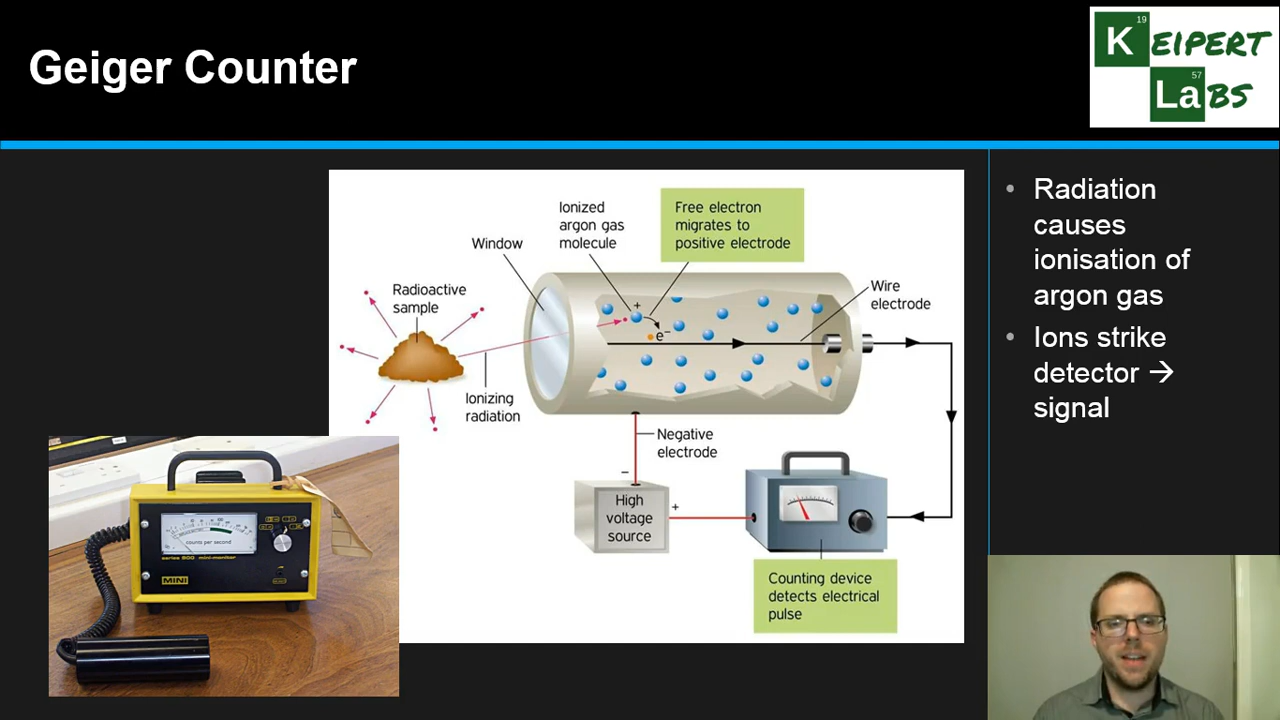 Geiger Counter
19
KEIPERT
57
LaBS
Ionized
argon gas
molecule
Free electron
migrates to
positive electrode
Window
Radioactive
sample
Wire
electrode
+
e−
Ionizing
radiation
Negative
electrode
−
High
voltage
source
+
Counting device
detects electrical
pulse
counts per second
series 900 mini-monitor
MINI
• Radiation
causes
ionisation of
argon gas
• Ions strike
detector →
signal